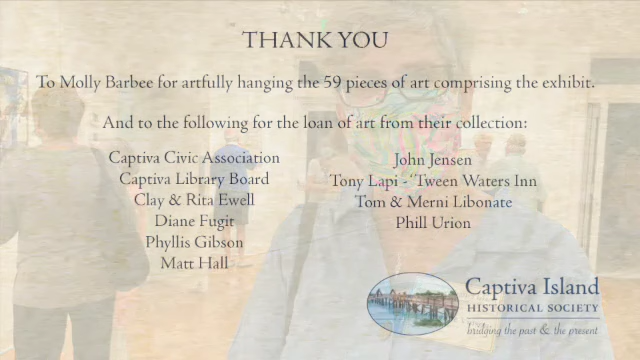 THANK YOU
To Molly Barbee for artfully hanging the 59 pieces of art comprising the exhibit.
And to the following for the loan of art from their collection:
Captiva Civic Association
Captiva Library Board
Clay & Rita Ewell
Diane Fugit
Phyllis Gibson
Matt Hall
John Jensen
Tony Lapi - 'Tween Waters Inn
Tom & Merni Libonate
Phill Urion
Captiva Island
HISTORICAL SOCIETY
bridging the past & the present